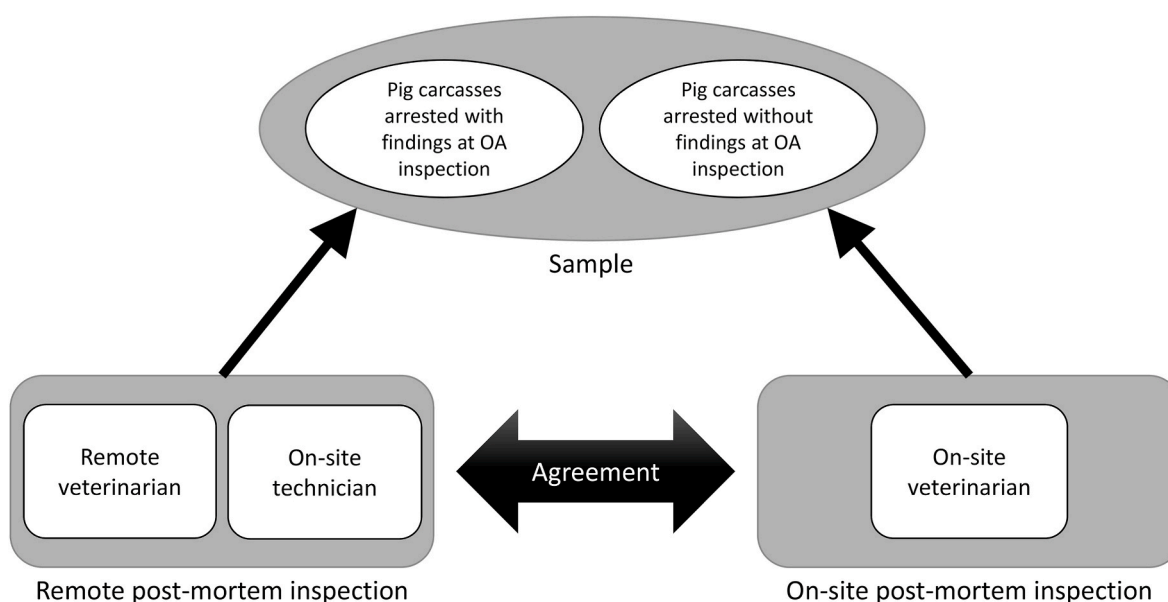 Pig carcasses
arrested with
findings at OA
inspection
Pig carcasses
arrested without
findings at OA
inspection
Sample
Remote
veterinarian
On-site
technician
Agreement
On-site
veterinarian
Remote post-mortem inspection
On-site post-mortem inspection